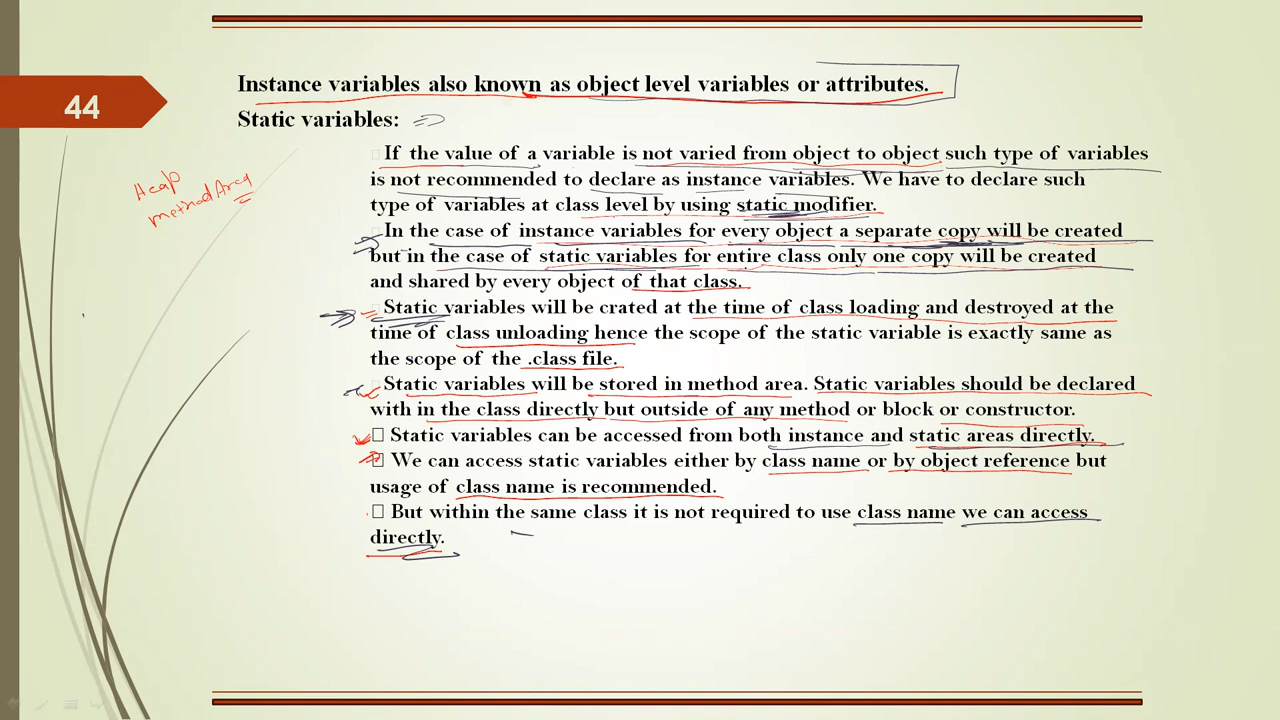 Instance variables also known as object level variables or attributes.
44
Static variables:
If the value of a variable is not varied from object to object such type of variables
is not recommended to declare as instance variables. We have to declare such
type of variables at class level by using static modifier.
In the case of instance variables for every object a separate copy will be created
but in the case of static variables for entire class only one copy will be created
and shared by every object of that class.
Static variables will be crated at the time of class loading and destroyed at the
time of class unloading hence the scope of the static variable is exactly same as
the scope of the .class file.
Static variables will be stored in method area. Static variables should be declared
with in the class directly but outside of any method or block or constructor.
Static variables can be accessed from both instance and static areas directly.
We can access static variables either by class name or by object reference but
usage of class name is recommended.
But within the same class it is not required to use class name we can access
directly.
Heap
method Area